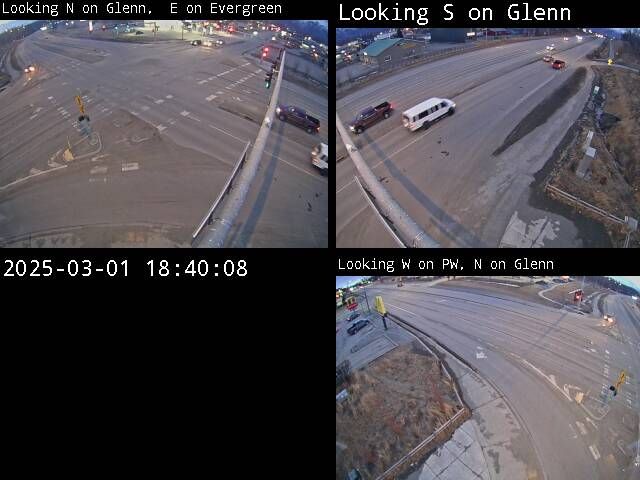 Looking N on Glenn, E on Evergreen
Looking S on Glenn
2025-03-01 18:40:08
Looking W on PW, N on Glenn